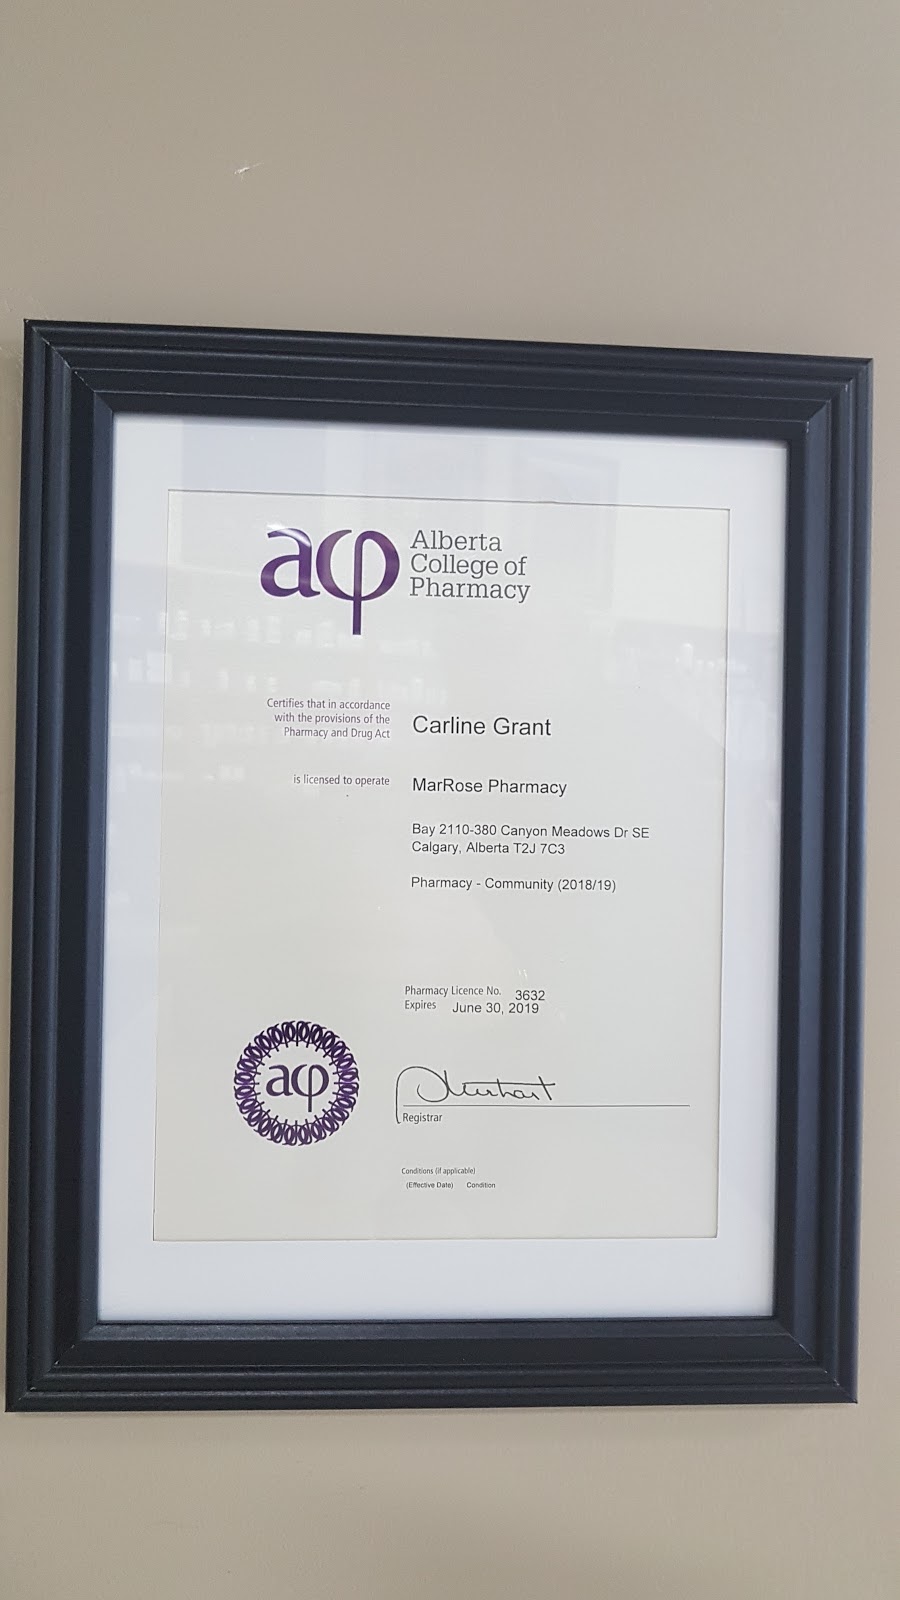 acp
Alberta
College of
Pharmacy
Certifies that in accordance
with the provisions of the
Pharmacy and Drug Act
Carline Grant
is licensed to operate
MarRose Pharmacy
Bay 2110-380 Canyon Meadows Dr SE
Calgary, Alberta T2J 7C3
Pharmacy - Community (2018/19)
Pharmacy Licence No. 3632
Expires June 30, 2019
acp
Registrar
Conditions (if applicable)
(Effective Date) Condition